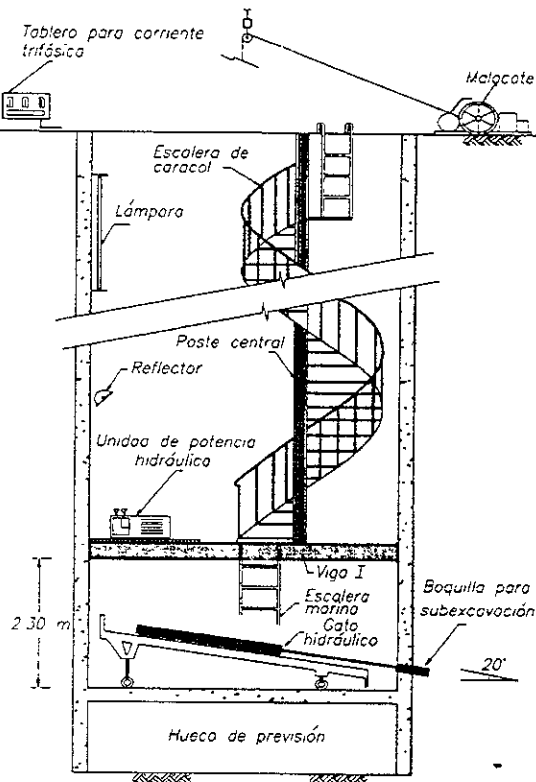 Tablero para corriente
trifásica
Malacate
Escalera de
caracol
Lámpara
Poste central
Reflector
Unidad de potencia
hidráulica
Viga I
Escalera
marina
Boquilla para
subexcavación
Gato
hidráulico
2 30 m
20°
Hueco de previsión